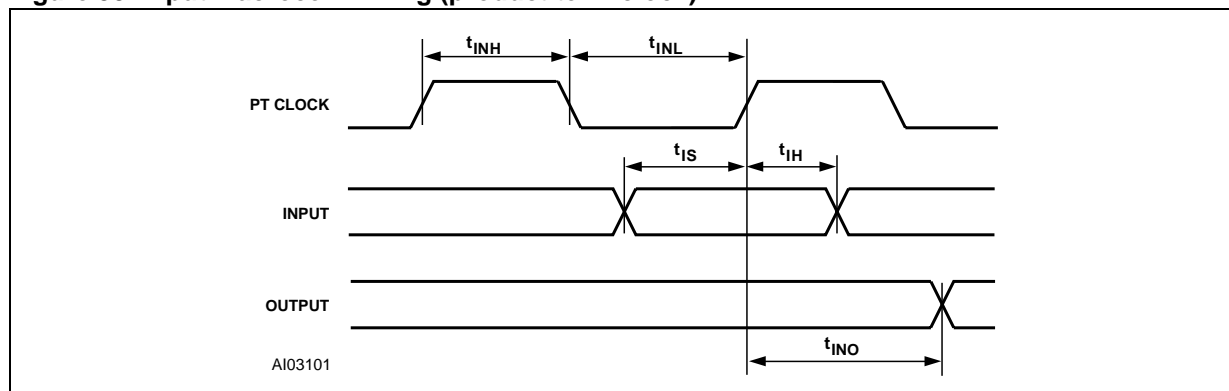 tINH tINL
PT CLOCK
tIS tIH
INPUT
OUTPUT
tINO
AI03101